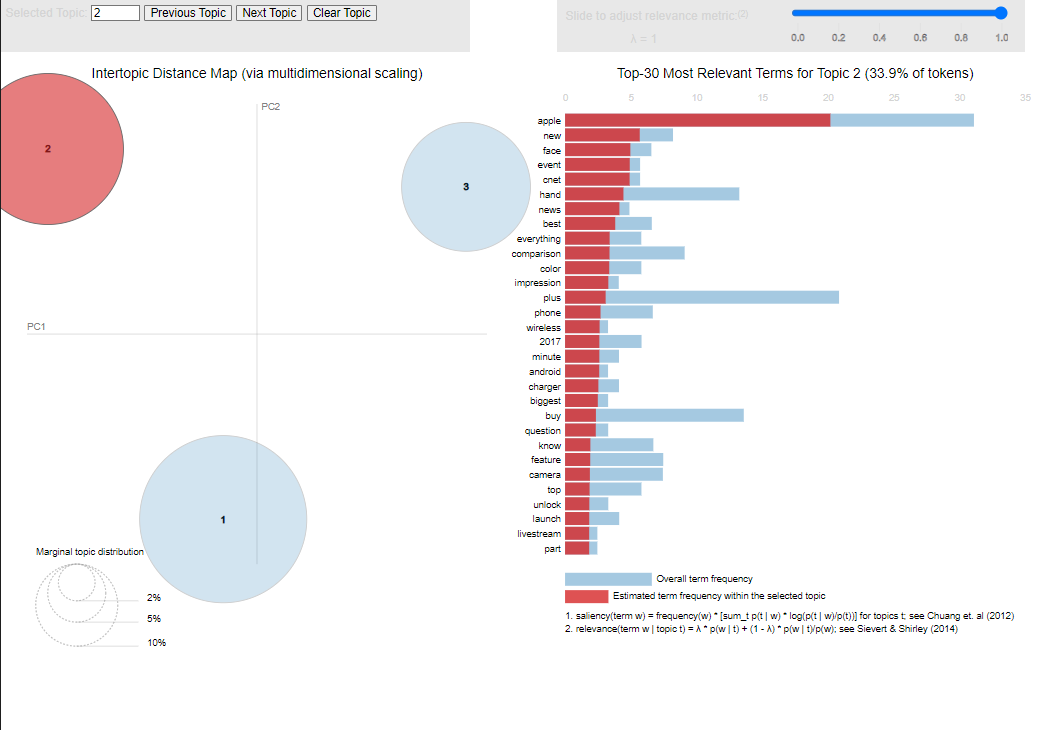 Selected Topic: 2 Previous Topic Next Topic Clear Topic
Slide to adjust relevance metric:(2)
λ = 1
0.0 0.2 0.4 0.6 0.8 1.0
Intertopic Distance Map (via multidimensional scaling)
PC2
PC1
2
3
1
Marginal topic distribution
2%
5%
10%
Top-30 Most Relevant Terms for Topic 2 (33.9% of tokens)
0 5 10 15 20 25 30 35
apple
new
face
event
cnet
hand
news
best
everything
comparison
color
impression
plus
phone
wireless
2017
minute
android
charger
biggest
buy
question
know
feature
camera
top
unlock
launch
livestream
part
Overall term frequency
Estimated term frequency within the selected topic
1. saliency(term w) = frequency(w) * [sum_t p(t | w) * log(p(t | w)/p(t))] for topics t; see Chuang et. al (2012)
2. relevance(term w | topic t) = λ * p(w | t) + (1 - λ) * p(w | t)/p(w); see Sievert & Shirley (2014)